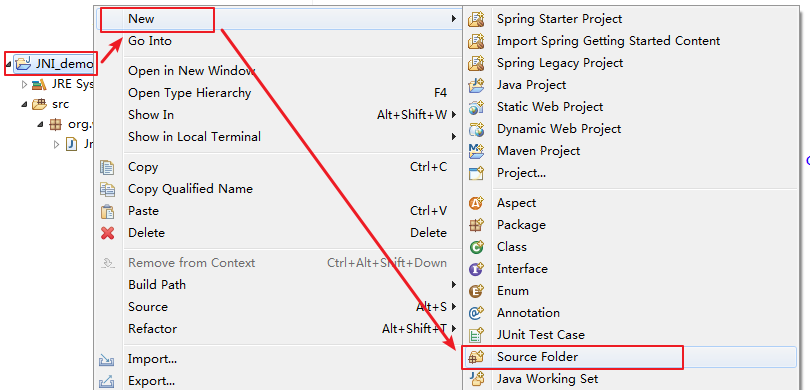 JNI_demo
JRE Sys
src
org.
Jn
New
Go Into
Open in New Window
Open Type Hierarchy F4
Show In Alt+Shift+W
Show in Local Terminal
Copy Ctrl+C
Copy Qualified Name
Paste Ctrl+V
Delete Delete
Remove from Context Ctrl+Alt+Shift+Down
Build Path
Source Alt+S
Refactor Alt+Shift+T
Import...
Export...
Spring Starter Project
Import Spring Getting Started Content
Spring Legacy Project
Java Project
Static Web Project
Dynamic Web Project
Maven Project
Project...
Aspect
Package
Class
Interface
Enum
Annotation
JUnit Test Case
Source Folder
Java Working Set